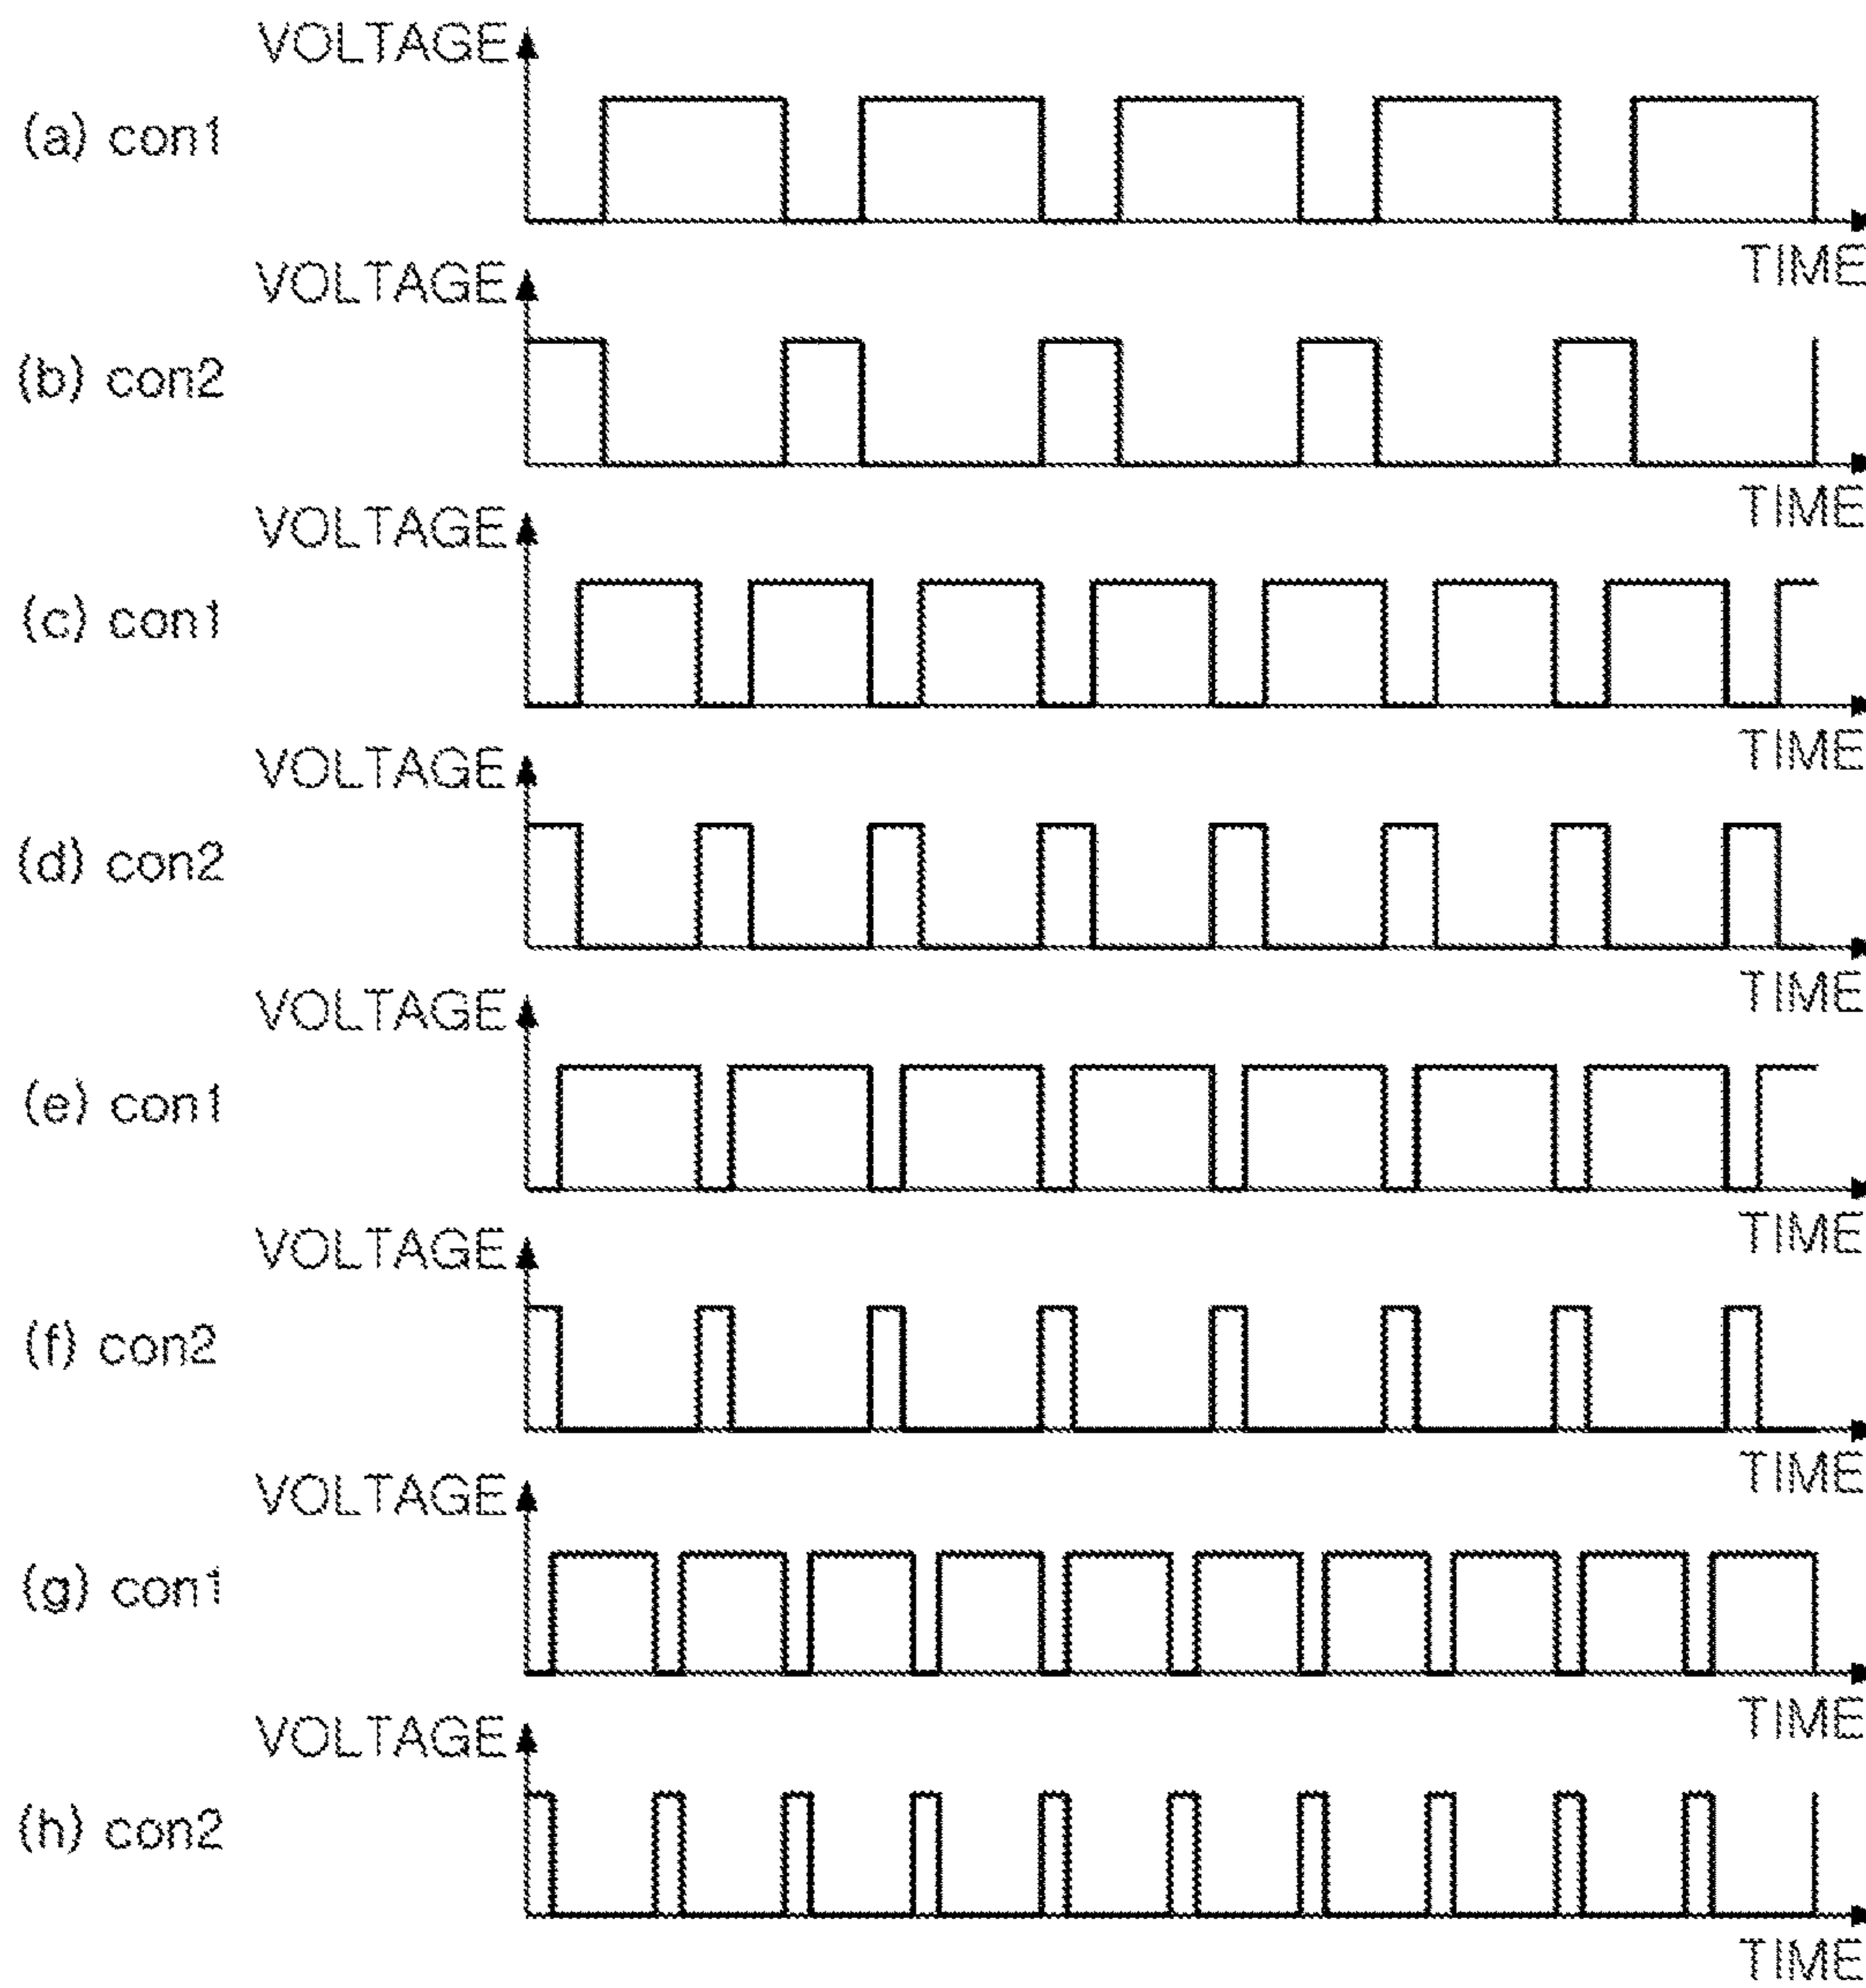 VOLTAGE
(a) con1
TIME
VOLTAGE
(b) con2
TIME
VOLTAGE
(c) con1
TIME
VOLTAGE
(d) con2
TIME
VOLTAGE
(e) con1
TIME
VOLTAGE
(f) con2
TIME
VOLTAGE
(g) con1
TIME
VOLTAGE
(h) con2
TIME